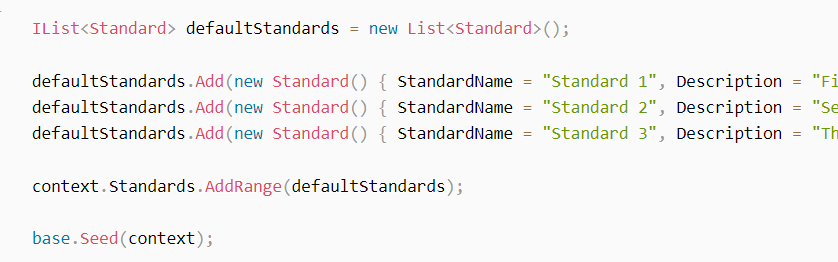 IList<Standard> defaultStandards = new List<Standard>();
defaultStandards.Add(new Standard() { StandardName = "Standard 1", Description = "Fi
defaultStandards.Add(new Standard() { StandardName = "Standard 2", Description = "Se
defaultStandards.Add(new Standard() { StandardName = "Standard 3", Description = "Th
context.Standards.AddRange(defaultStandards);
base.Seed(context);